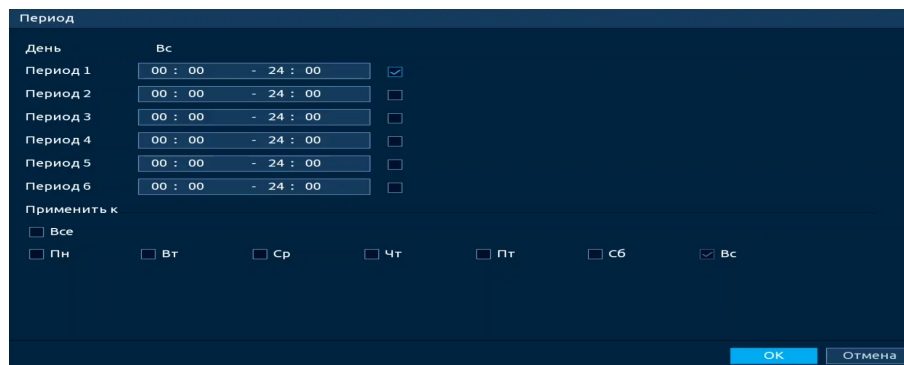 Период
День Вс
Период 1 00 : 00 - 24 : 00
Период 2 00 : 00 - 24 : 00
Период 3 00 : 00 - 24 : 00
Период 4 00 : 00 - 24 : 00
Период 5 00 : 00 - 24 : 00
Период 6 00 : 00 - 24 : 00
Применить к
Все
Пн Вт Ср Чт Пт Сб Вс
OK Отмена